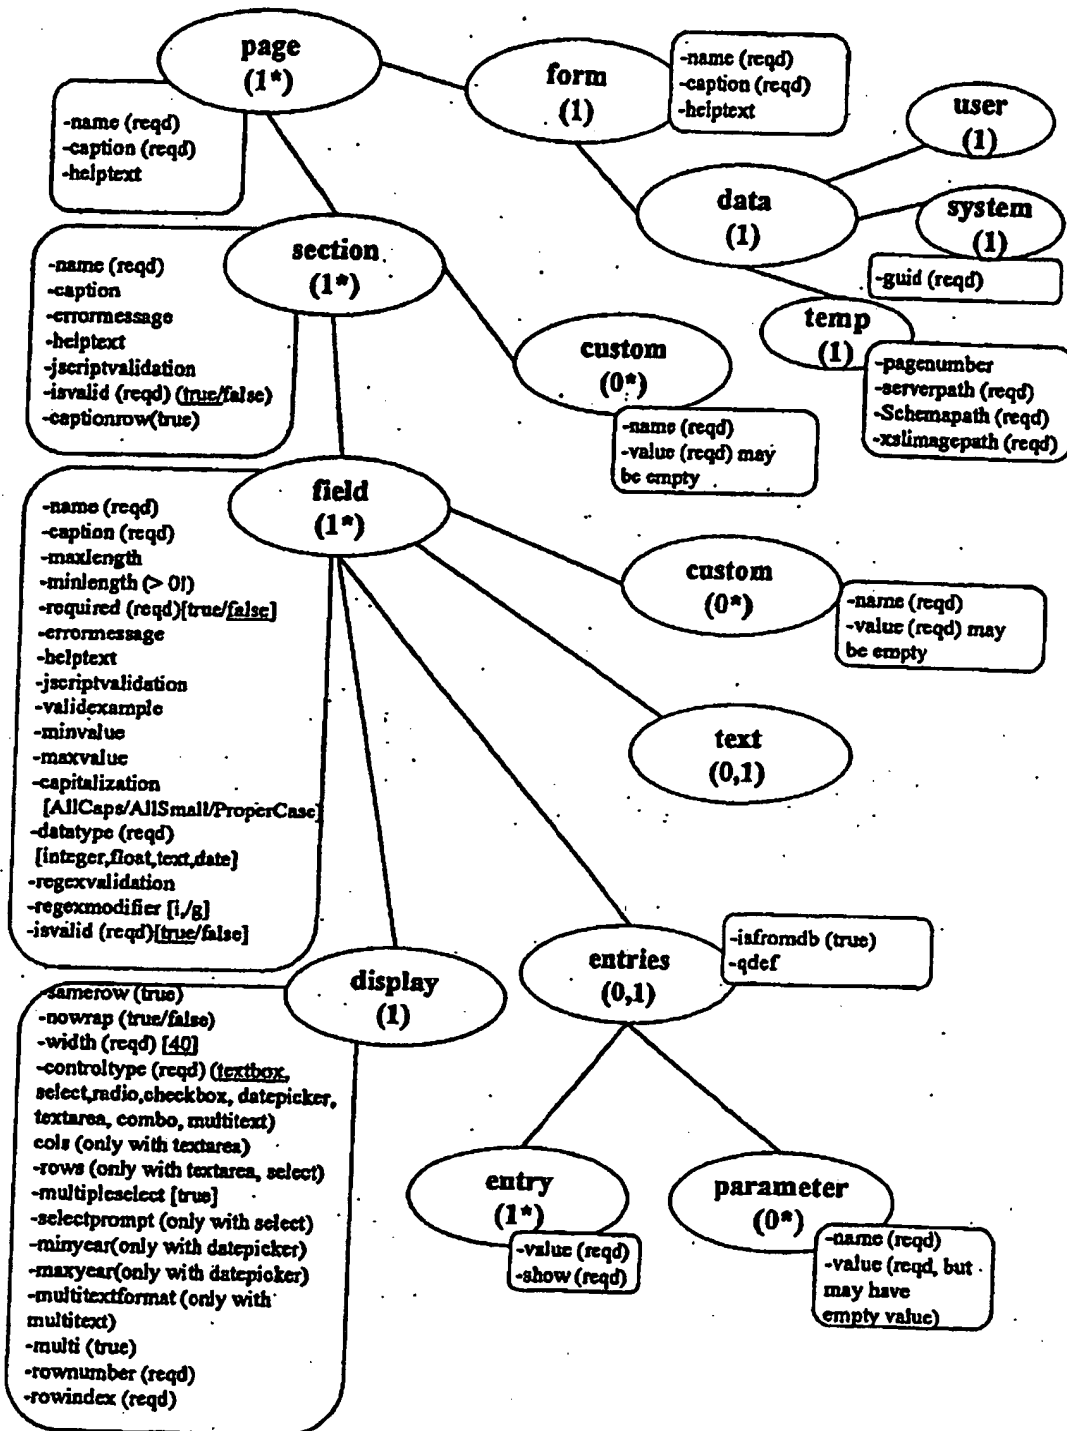 page
(1*)
-name (reqd)
-caption (reqd)
-helptext
form
(1)
-name (reqd)
-caption (reqd)
-helptext
user
(1)
data
(1)
system
(1)
-guid (reqd)
temp
(1)
-pagenumber
-serverpath (reqd)
-Schemapath (reqd)
-xslimagepath (reqd)
section
(1*)
-name (reqd)
-caption
-errormessage
-helptext
-jscriptvalidation
-isvalid (reqd) (true/false)
-captionrow(true)
custom
(0*)
-name (reqd)
-value (reqd) may
be empty
field
(1*)
-name (reqd)
-caption (reqd)
-maxlength
-minlength (> 0!)
-required (reqd)[true/false]
-errormessage
-helptext
-jscriptvalidation
-validexample
-minvalue
-maxvalue
-capitalization
[AllCaps/AllSmall/ProperCase]
-datatype (reqd)
[integer,float,text,date]
-regexvalidation
-regexmodifier [i,/g]
-isvalid (reqd)[true/false]
custom
(0*)
-name (reqd)
-value (reqd) may
be empty
text
(0,1)
entries
(0,1)
-isfromdb (true)
-qdef
display
(1)
-samerow (true)
-nowrap (true/false)
-width (reqd) [40]
-controltype (reqd) (textbox,
select,radio,checkbox, datepicker,
textarea, combo, multitext)
cols (only with textarea)
-rows (only with textarea, select)
-multipleselect [true]
-selectprompt (only with select)
-minyear(only with datepicker)
-maxyear(only with datepicker)
-multitextformat (only with
multitext)
-multi (true)
-rownumber (reqd)
-rowindex (reqd)
entry
(1*)
-value (reqd)
-show (reqd)
parameter
(0*)
-name (reqd)
-value (reqd, but
may have
empty value)